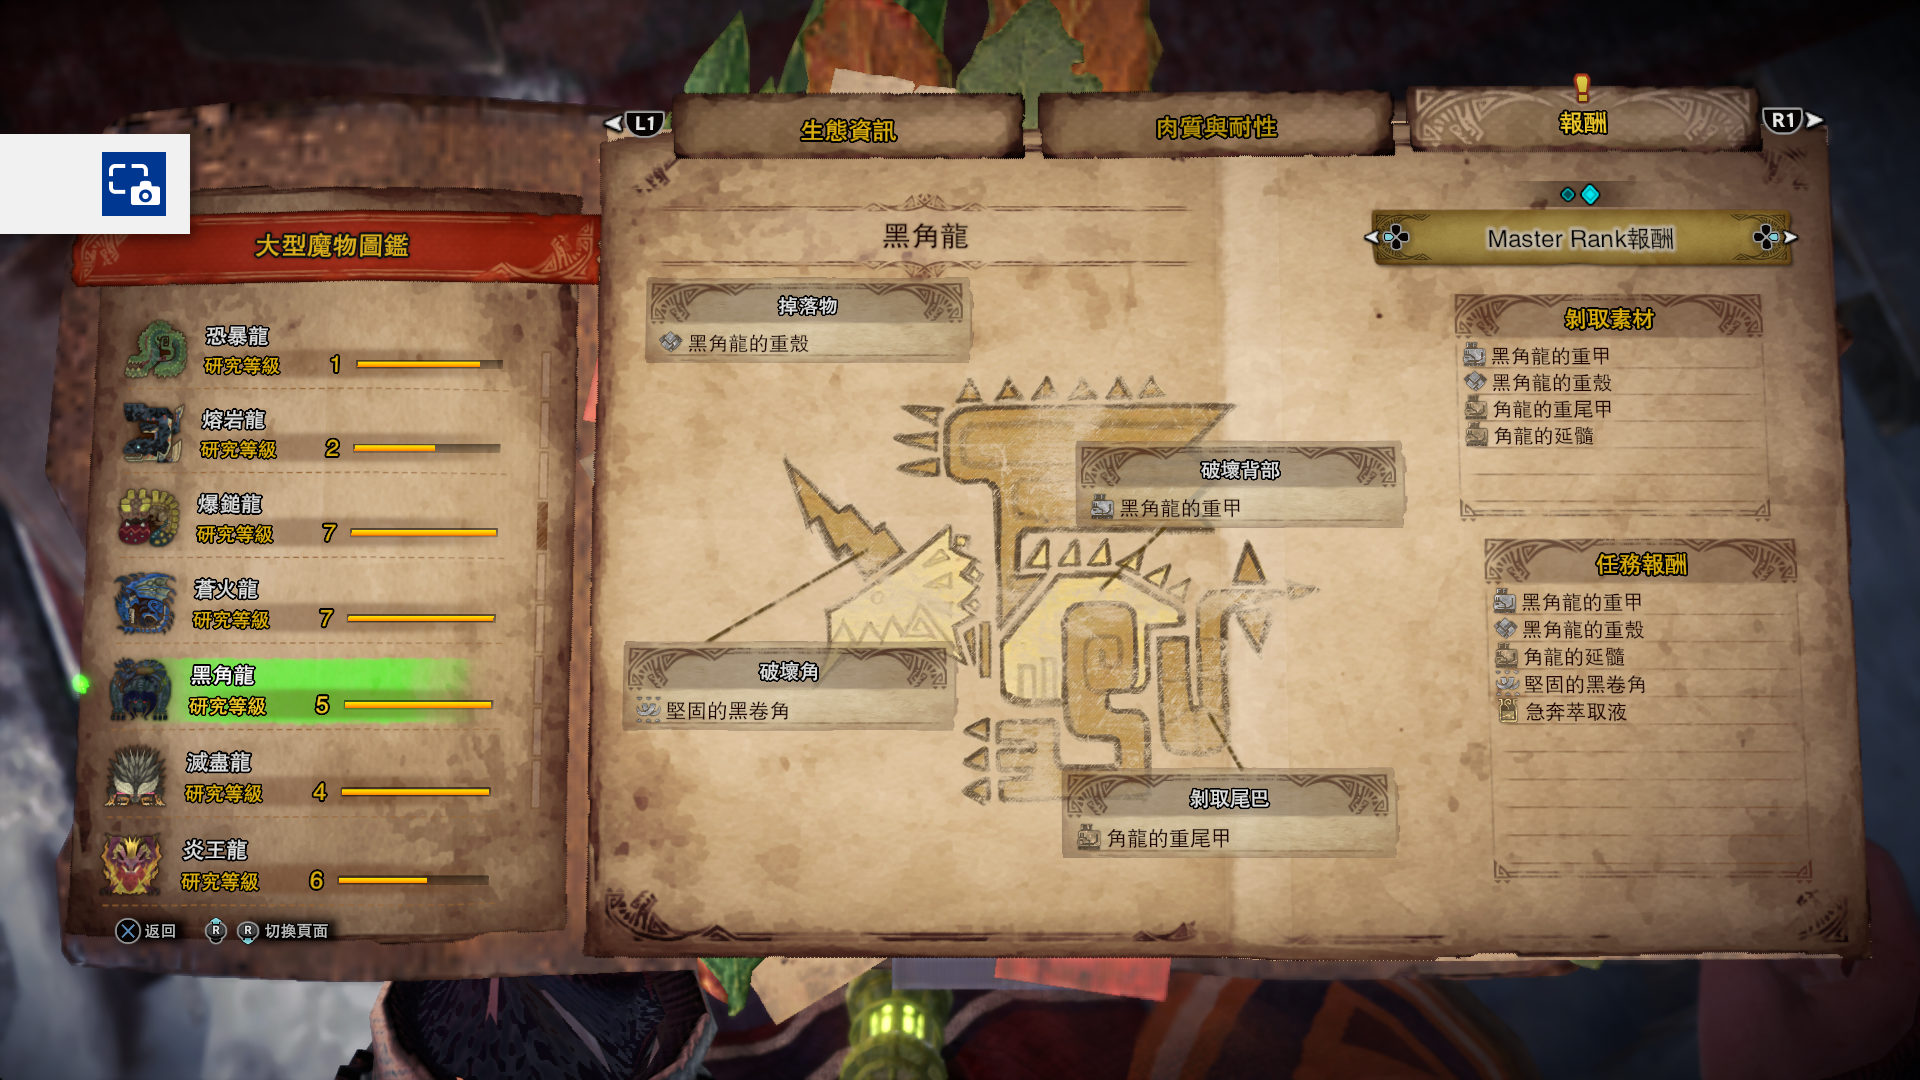 L1
生態資訊
肉質與耐性
報酬
R1
大型魔物圖鑑
恐暴龍
研究等級 1
熔岩龍
研究等級 2
爆鎚龍
研究等級 7
蒼火龍
研究等級 7
黑角龍
研究等級 5
滅盡龍
研究等級 4
炎王龍
研究等級 6
返回
R
R
切換頁面
黑角龍
掉落物
黑角龍的重殼
破壞背部
黑角龍的重甲
破壞角
堅固的黑卷角
剝取尾巴
角龍的重尾甲
Master Rank報酬
剝取素材
黑角龍的重甲
黑角龍的重殼
角龍的重尾甲
角龍的延髓
任務報酬
黑角龍的重甲
黑角龍的重殼
角龍的延髓
堅固的黑卷角
急奔萃取液